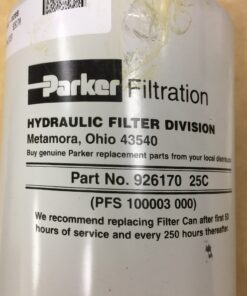 Parker Filtration
HYDRAULIC FILTER DIVISION
Metamora, Ohio 43540
Buy genuine Parker replacement parts from your local distributor
Part No. 926170 25C
(PFS 100003 000)
We recommend replacing Filter Can after first 50
hours of service and every 250 hours thereafter.